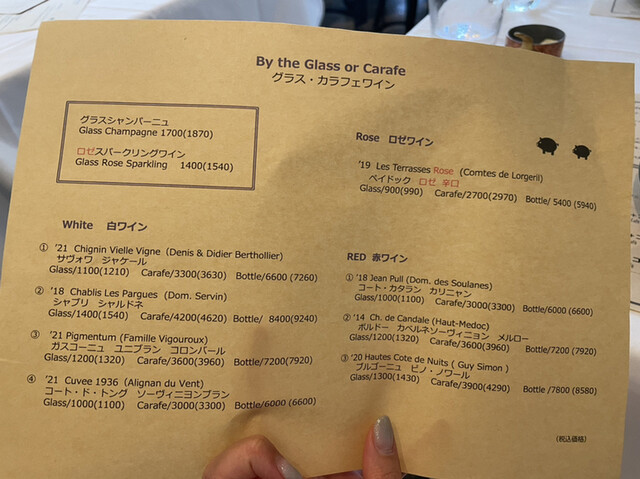 By the Glass or Carafe
グラス・カラフェワイン
グラスシャンパーニュ
Glass Champagne 1700(1870)
ロゼスパークリングワイン
Glass Rose Sparkling 1400(1540)
White 白ワイン
① '21 Chignin Vielle Vigne (Denis & Didier Berthollier)
サヴォワ ジャケール
Glass/1100(1210) Carafe/3300(3630) Bottle/6600 (7260)
② '18 Chablis Les Pargues (Dom. Servin)
シャブリ シャルドネ
Glass/1400(1540) Carafe/4200(4620) Bottle/ 8400(9240)
③ '21 Pigmentum (Famille Vigouroux)
ガスコーニュ ユニブラン コロンバール
Glass/1200(1320) Carafe/3600(3960) Bottle/7200(7920)
④ '21 Cuvee 1936 (Alignan du Vent)
コート・ド・トング ソーヴィニヨンブラン
Glass/1000(1100) Carafe/3000(3300) Bottle/6000 (6600)
Rose ロゼワイン
'19 Les Terrasses Rose (Comtes de Lorgeril)
ペイドック ロゼ 辛口
Glass/900(990) Carafe/2700(2970) Bottle/ 5400 (5940)
RED 赤ワイン
① '18 Jean Pull (Dom. des Soulanes)
コート・カタラン カリニャン
Glass/1000(1100) Carafe/3000(3300) Bottle/6000 (6600)
② '14 Ch. de Candale (Haut-Medoc)
ボルドー カベルネソーヴィニョン メルロー
Glass/1200(1320) Carafe/3600(3960) Bottle/7200 (7920)
③ '20 Hautes Cote de Nuits ( Guy Simon )
ブルゴーニュ ピノ・ノワール
Glass/1300(1430) Carafe/3900(4290) Bottle /7800 (8580)
(税込価格)